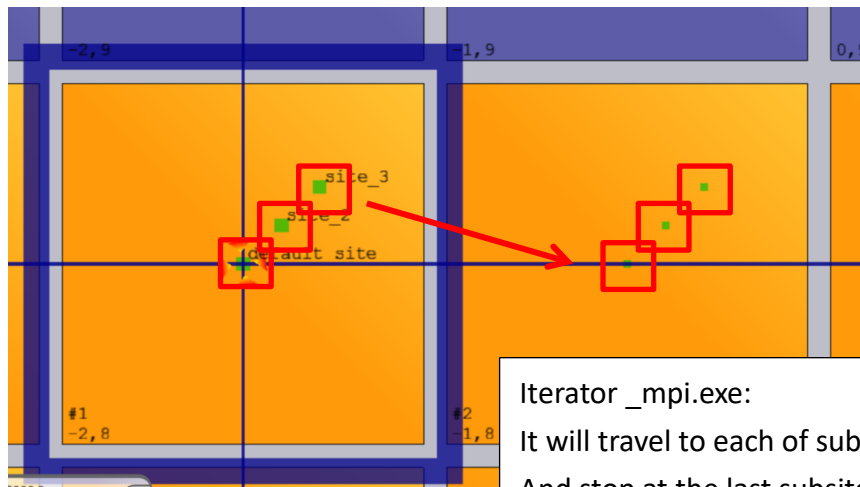 -2,9
-1,9
0,
site_3
site_2
default site
#1
-2,8
#2
-1,8
Iterator _mpi.exe:
It will travel to each of sub
And stop at the last subsite